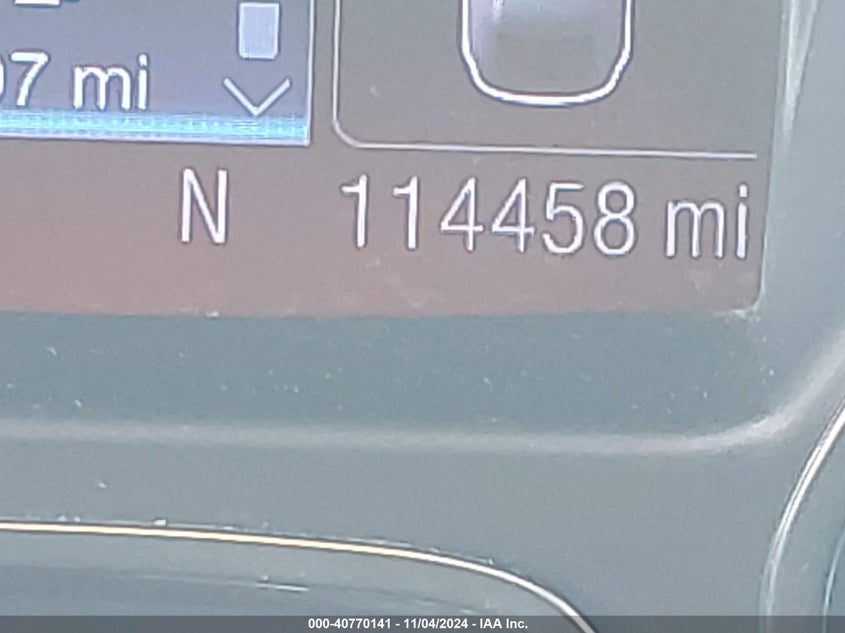 7 mi
N 114458 mi
000-40770141 - 11/04/2024 - IAA Inc.